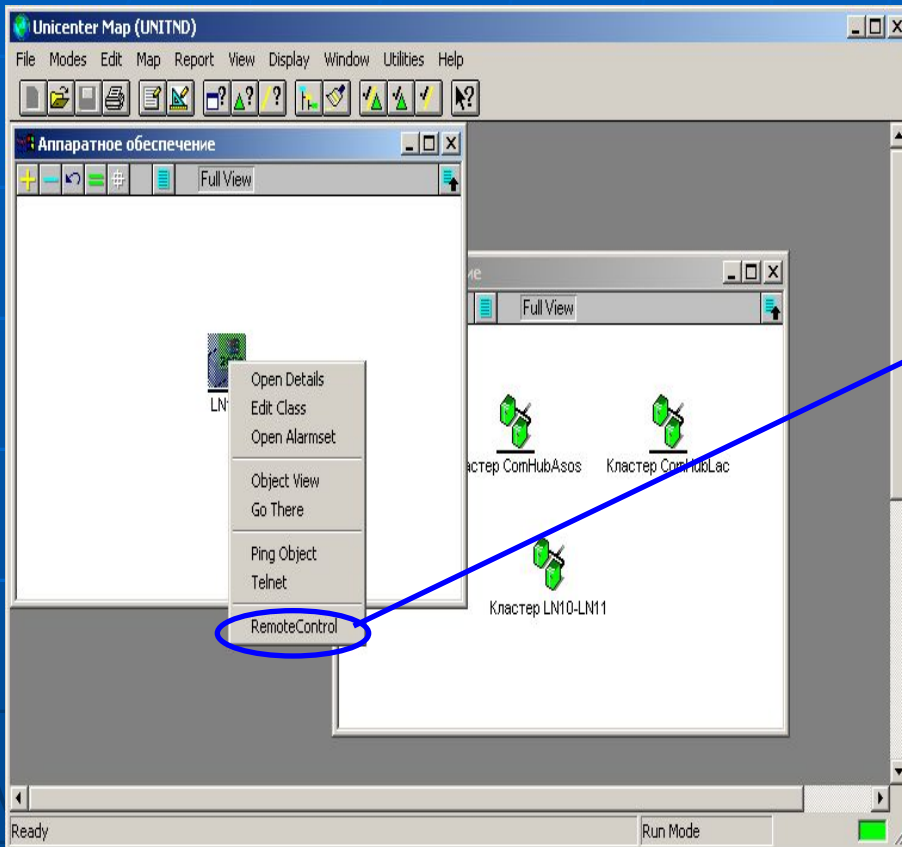 Unicenter Map (UNITND)
File Modes Edit Map Report View Display Window Utilities Help
Аппаратное обеспечение
Full View
ие
Full View
Open Details
Edit Class
Open Alarmset
Object View
Go There
Ping Object
Telnet
RemoteControl
астер ComHubAsos
Кластер ComHubLac
Кластер LN10-LN11
Ready
Run Mode